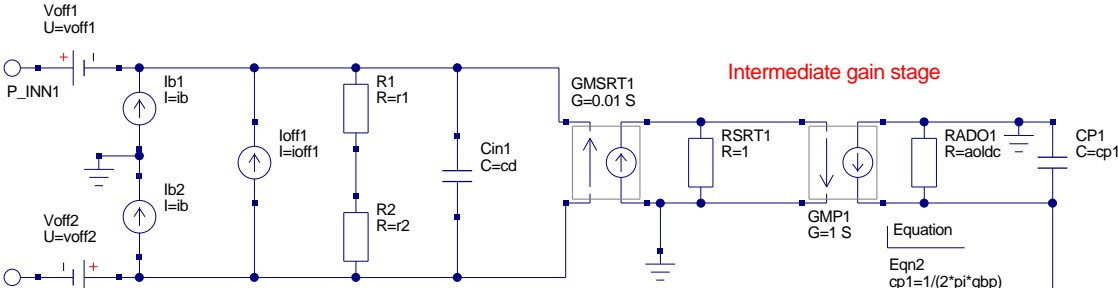 Voff1
U=voff1
+
P_INN1
Ib1
I=ib
Ioff1
I=ioff1
R1
R=r1
Cin1
C=cd
GMSRT1
G=0.01 S
Intermediate gain stage
RSRT1
R=1
RADO1
R=aoldc
CP1
C=cp1
Ib2
I=ib
R2
R=r2
Voff2
U=voff2
+
GMP1
G=1 S
Equation
Eqn2
cp1=1/(2*pi*gbp)